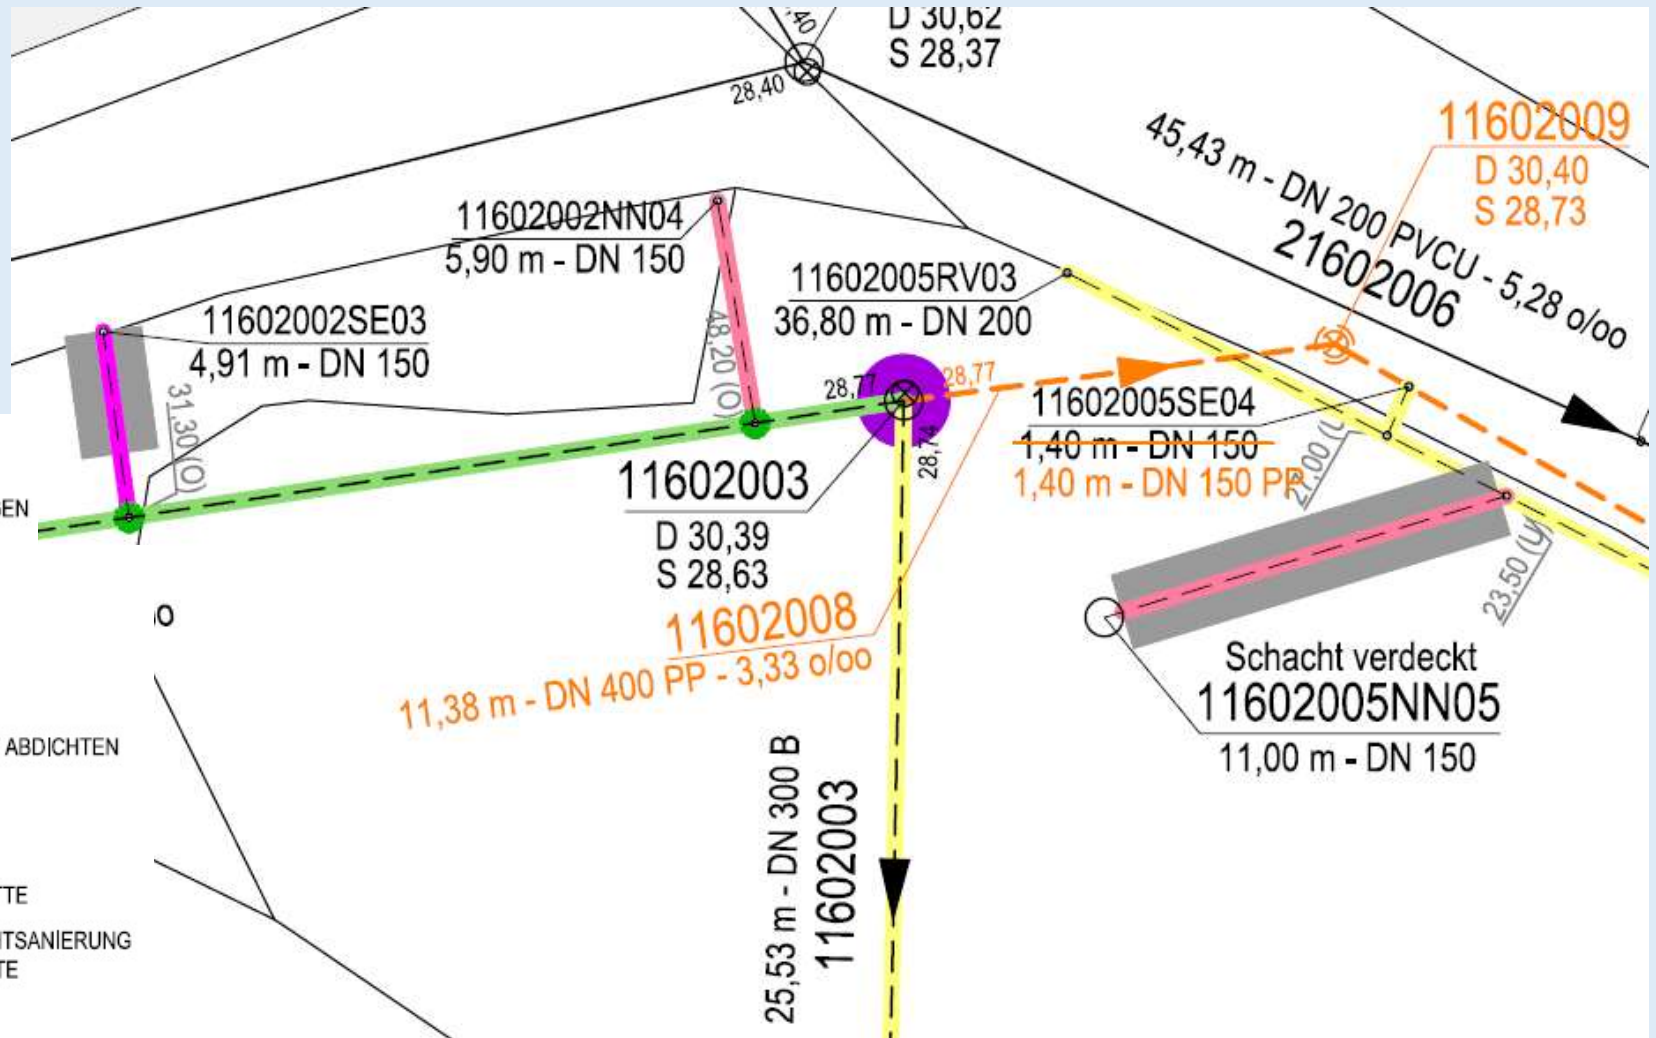 D 30,62
S 28,37
,40
28,40
11602009
D 30,40
S 28,73
45,43 m - DN 200 PVCU - 5,28 o/oo
21602006
11602002NN04
5,90 m - DN 150
11602005RV03
36,80 m - DN 200
11602002SE03
4,91 m - DN 150
31,30 (O)
48,20 (O)
28,77
28,77
28,74
11602005SE04
1,40 m - DN 150
1,40 m - DN 150 PP
27,00 (L
11602003
D 30,39
S 28,63
23,50 (L)
11602008
11,38 m - DN 400 PP - 3,33 o/oo
Schacht verdeckt
11602005NN05
11,00 m - DN 150
25,53 m - DN 300 B
11602003
GEN
ABDICHTEN
TTE
ITSANIERUNG
TE